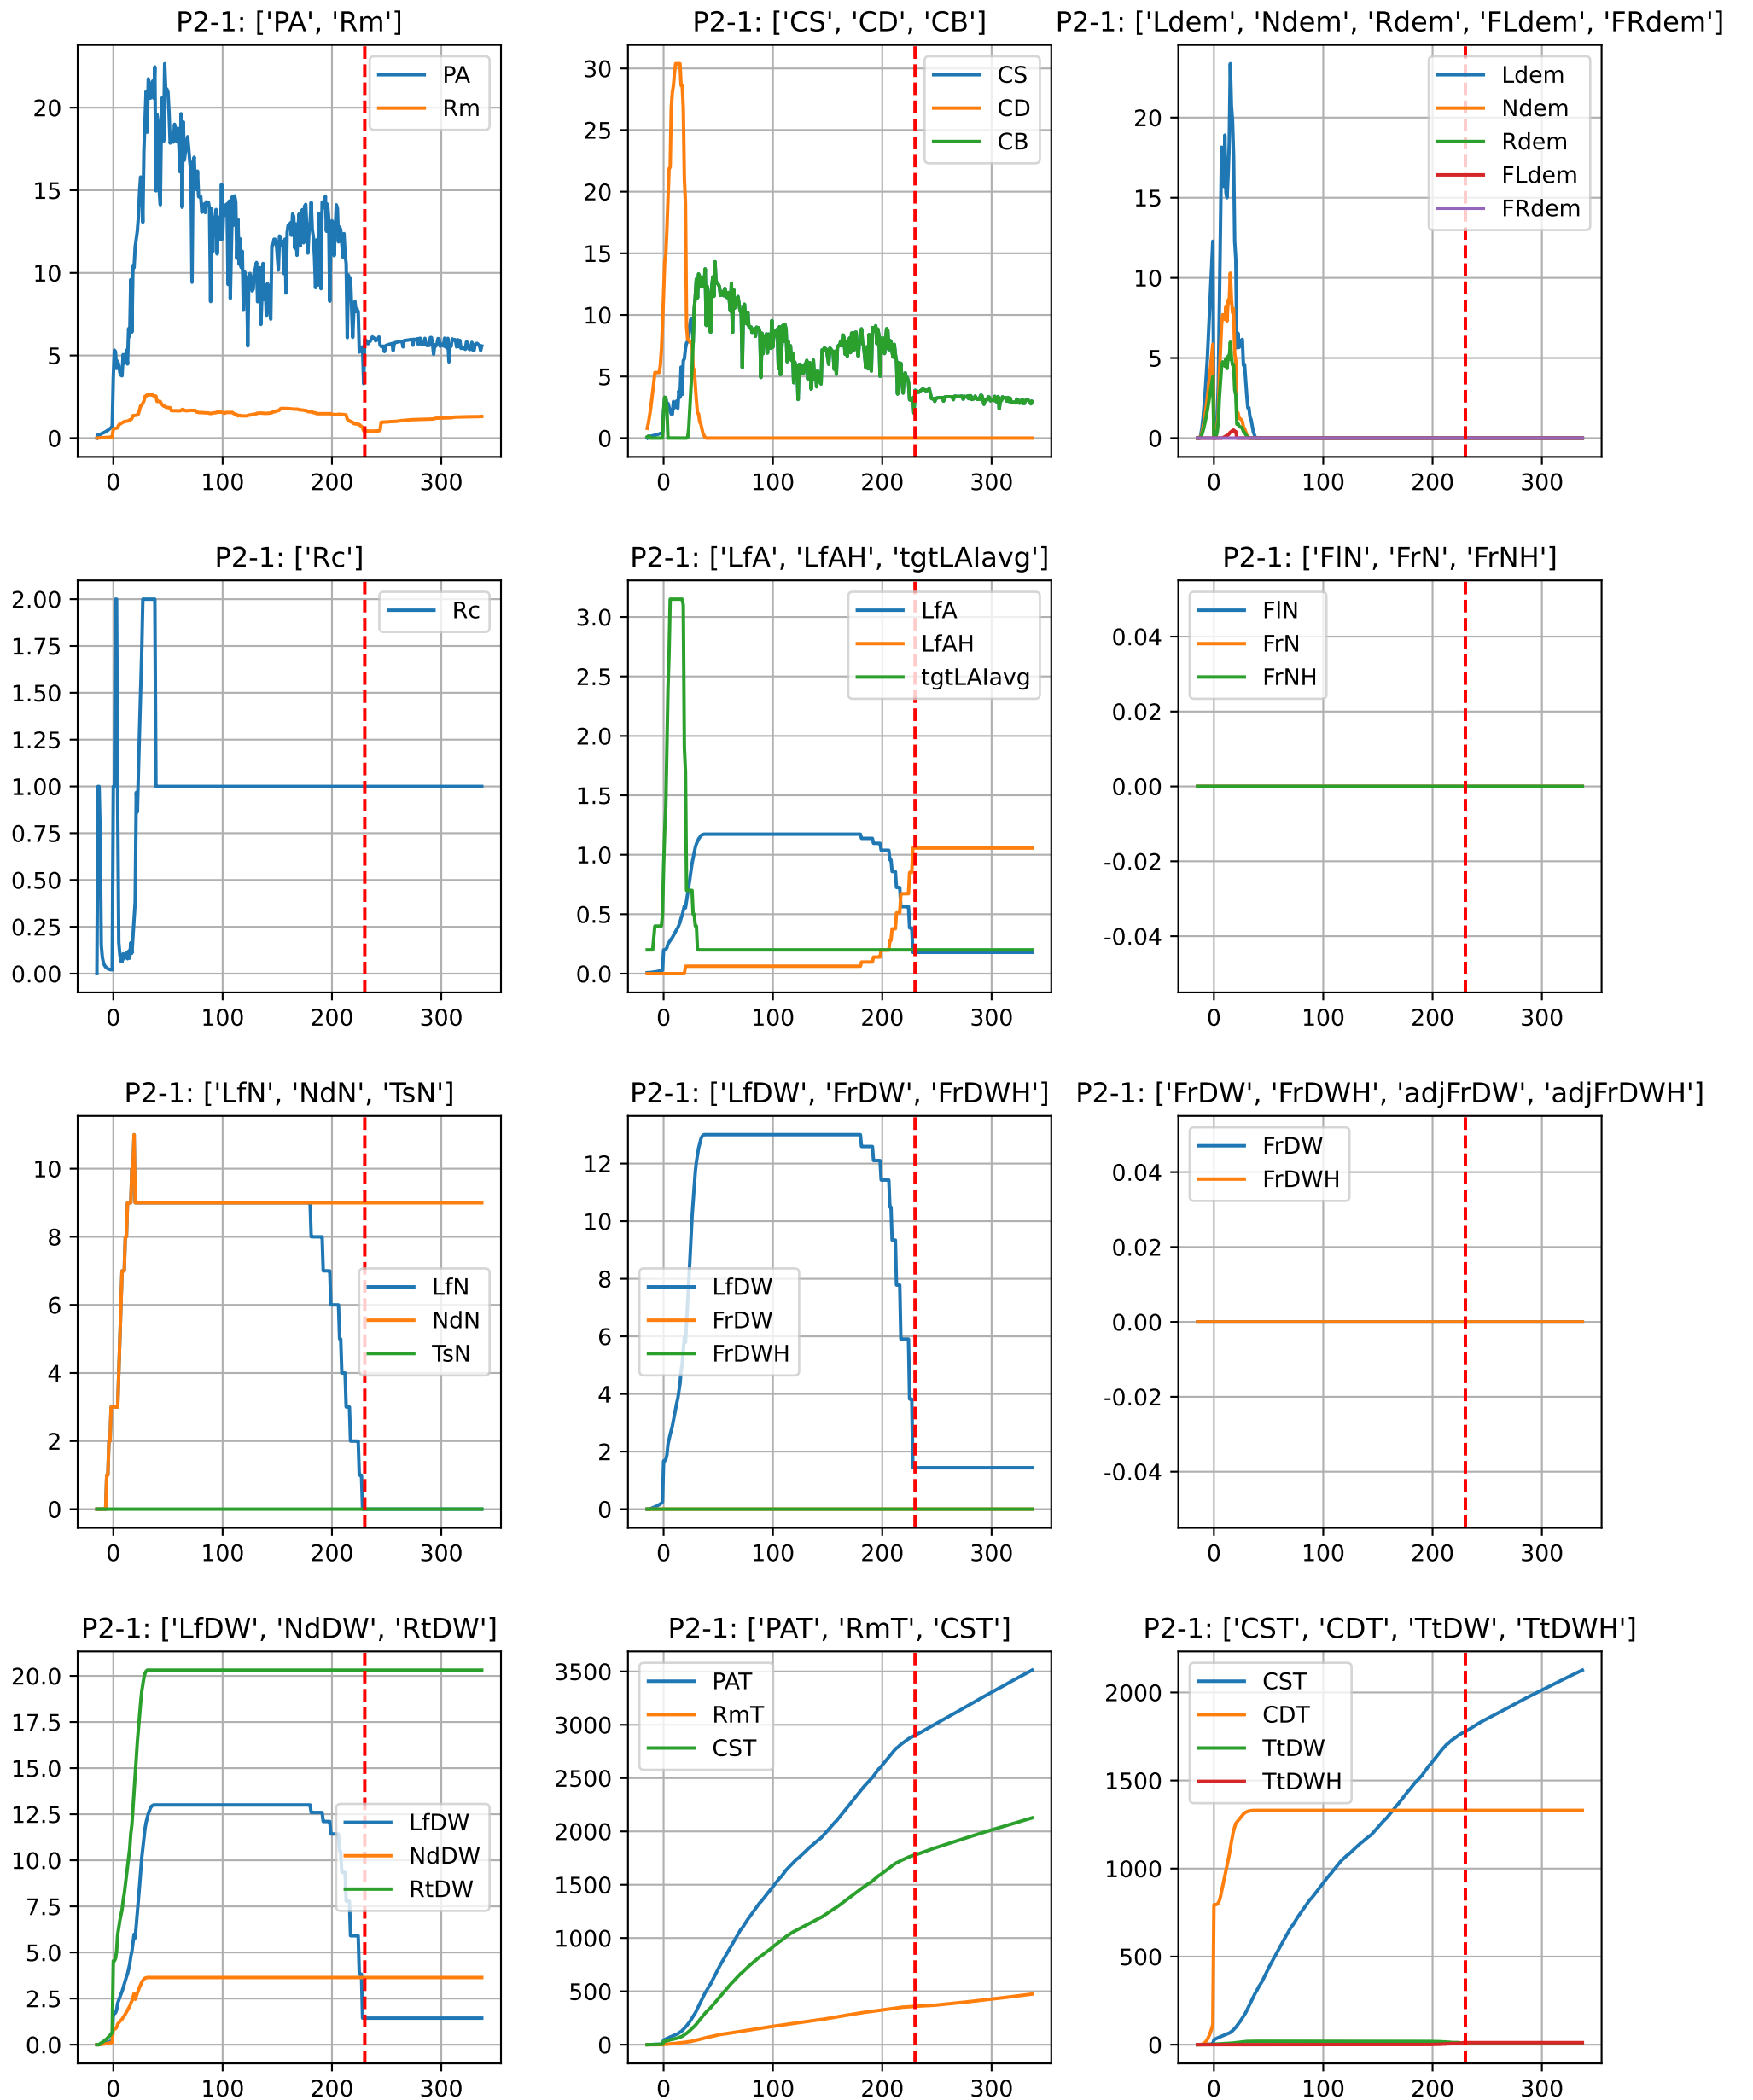 P2-1: ['PA', 'Rm']
20
15
10
5
0
0 100 200 300
PA
Rm
P2-1: ['CS', 'CD', 'CB']
30
25
20
15
10
5
0
0 100 200 300
CS
CD
CB
P2-1: ['Ldem', 'Ndem', 'Rdem', 'FLdem', 'FRdem']
20
15
10
5
0
0 100 200 300
Ldem
Ndem
Rdem
FLdem
FRdem
P2-1: ['Rc']
2.00
1.75
1.50
1.25
1.00
0.75
0.50
0.25
0.00
0 100 200 300
Rc
P2-1: ['LfA', 'LfAH', 'tgtLAIavg']
3.0
2.5
2.0
1.5
1.0
0.5
0.0
0 100 200 300
LfA
LfAH
tgtLAIavg
P2-1: ['FlN', 'FrN', 'FrNH']
0.04
0.02
0.00
-0.02
-0.04
0 100 200 300
FlN
FrN
FrNH
P2-1: ['LfN', 'NdN', 'TsN']
10
8
6
4
2
0
0 100 200 300
LfN
NdN
TsN
P2-1: ['LfDW', 'FrDW', 'FrDWH']
12
10
8
6
4
2
0
0 100 200 300
LfDW
FrDW
FrDWH
P2-1: ['FrDW', 'FrDWH', 'adjFrDW', 'adjFrDWH']
0.04
0.02
0.00
-0.02
-0.04
0 100 200 300
FrDW
FrDWH
P2-1: ['LfDW', 'NdDW', 'RtDW']
20.0
17.5
15.0
12.5
10.0
7.5
5.0
2.5
0.0
0 100 200 300
LfDW
NdDW
RtDW
P2-1: ['PAT', 'RmT', 'CST']
3500
3000
2500
2000
1500
1000
500
0
0 100 200 300
PAT
RmT
CST
P2-1: ['CST', 'CDT', 'TtDW', 'TtDWH']
2000
1500
1000
500
0
0 100 200 300
CST
CDT
TtDW
TtDWH